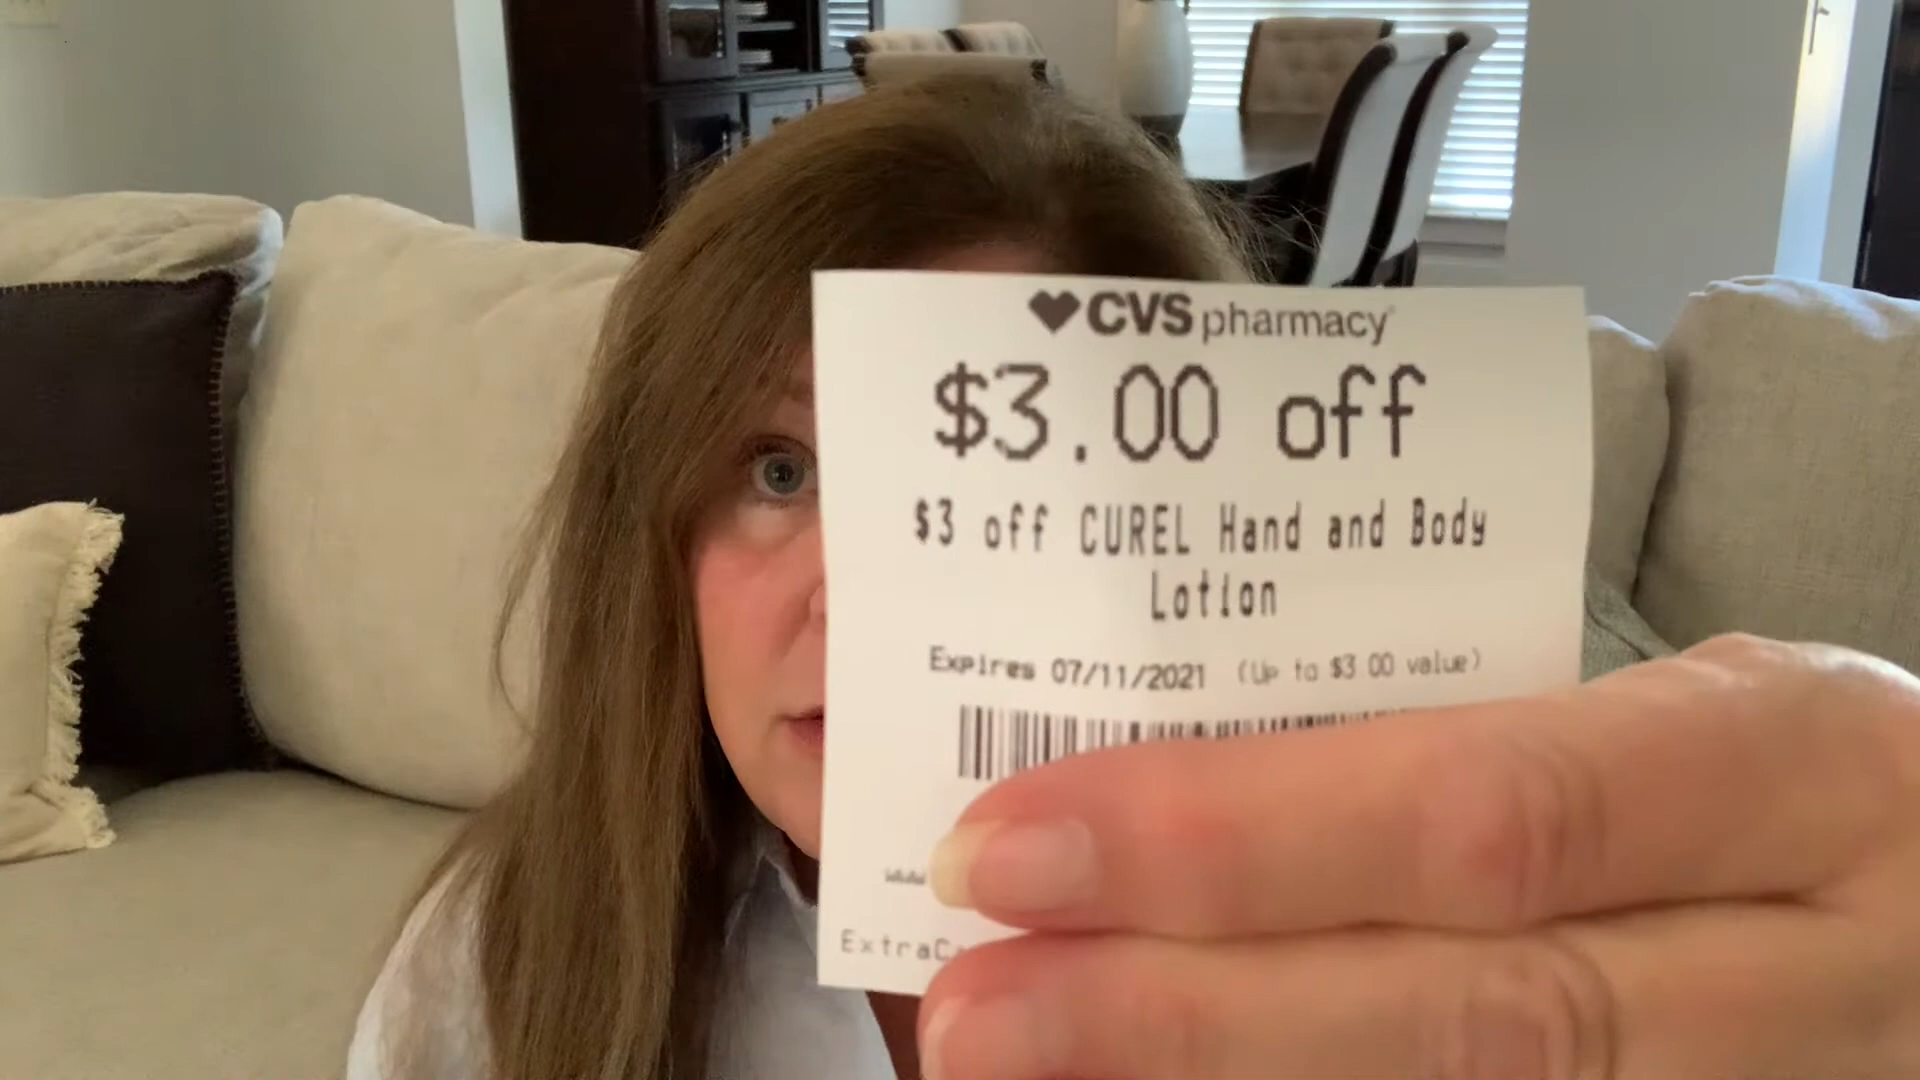 CVS pharmacy
$3.00 off
$3 off CUREL Hand and Body
Lotion
Expires 07/11/2021 (Up to $3.00 value)
www